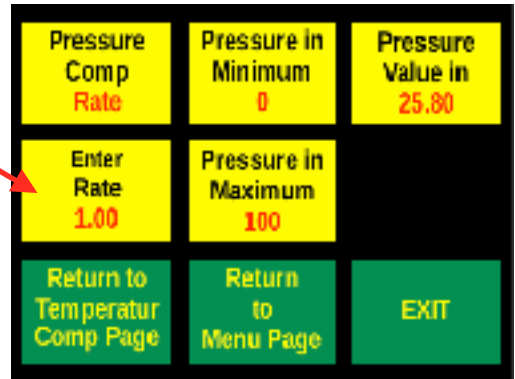 Pressure
Comp
Rate
Pressure in
Minimum
0
Pressure
Value in
25.80
Enter
Rate
1.00
Pressure in
Maximum
100
Return to
Temperatur
Comp Page
Return
to
Menu Page
EXIT